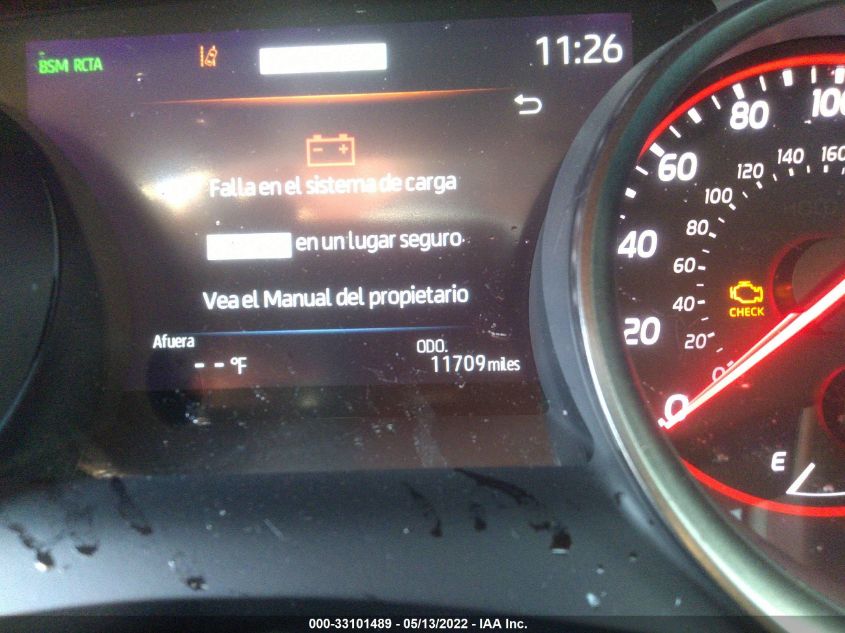 BSM RCTA
11:26
Falla en el sistema de carga
en un lugar seguro
Vea el Manual del propietario
Afuera
- - °F
ODO.
11709 miles
100
80
60
40
20
0
160
140
120
100
80
60
40
20
0
CHECK
E
000-33101489 - 05/13/2022 - IAA Inc.